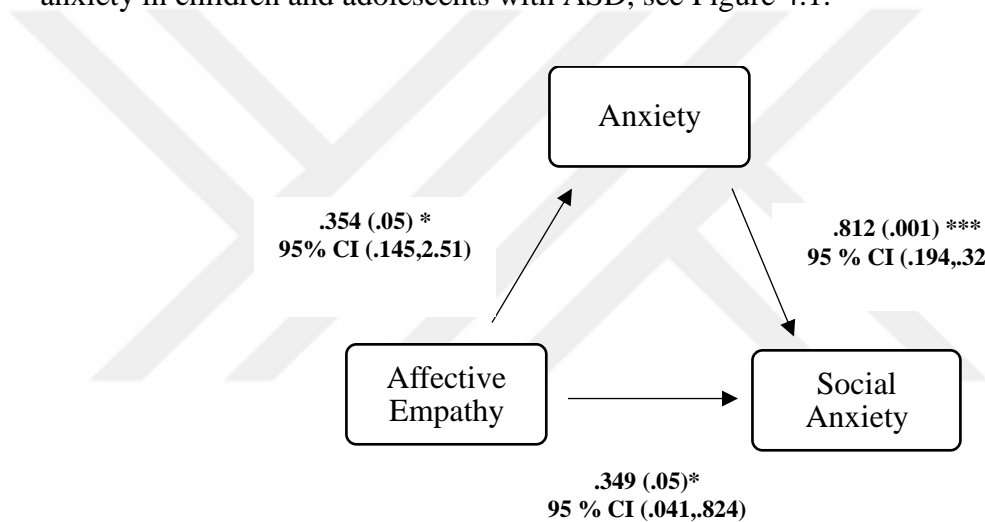 anxiety in children and adolescents with ASD, see Figure 4.1.
Anxiety
.354 (.05) *
95% CI (.145,2.51)
.812 (.001) ***
95 % CI (.194,.32
Affective
Empathy
Social
Anxiety
.349 (.05)*
95 % CI (.041,.824)